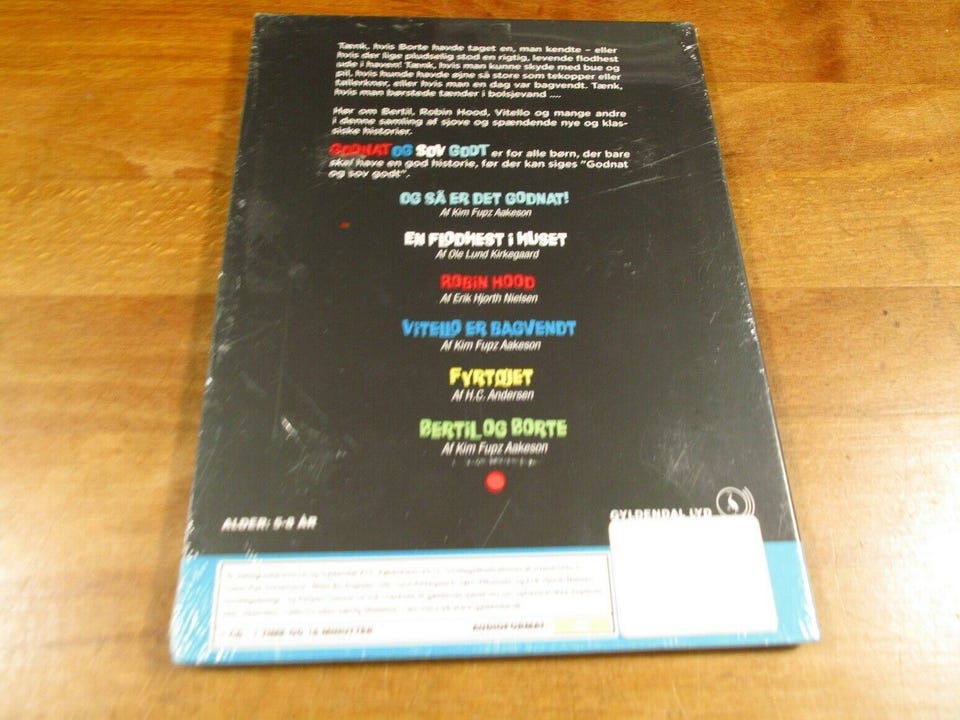 Tænk, hvis Borte havde taget en, man kendte – eller
hvis der lige pludselig stod en rigtig, levende flodhest
ude i haven! Tænk, hvis man kunne skyde med bue og
pil, hvis hunde havde øjne så store som tekopper eller
tallerkner, eller hvis man en dag var bagvendt. Tænk,
hvis man børstede tænder i bolsjevand ....
Hør om Bertil, Robin Hood, Vitello og mange andre
i denne samling af sjove og spændende nye og klas-
siske historier.
GODNAT OG SOV GODT er for alle børn, der bare
skal have en god historie, før der kan siges "Godnat
og sov godt".
OG SÅ ER DET GODNAT!
Af Kim Fupz Aakeson
EN FLODHEST I HUSET
Af Ole Lund Kirkegaard
ROBIN HOOD
Af Erik Hjorth Nielsen
VITELLO ER BAGVENDT
Af Kim Fupz Aakeson
FYRTØJET
Af H.C. Andersen
BERTIL OG BORTE
Af Kim Fupz Aakeson
ALDER: 5-8 ÅR
GYLDENDAL LYD
1 TIME OG 16 MINUTTER
AUDIOFORMAT